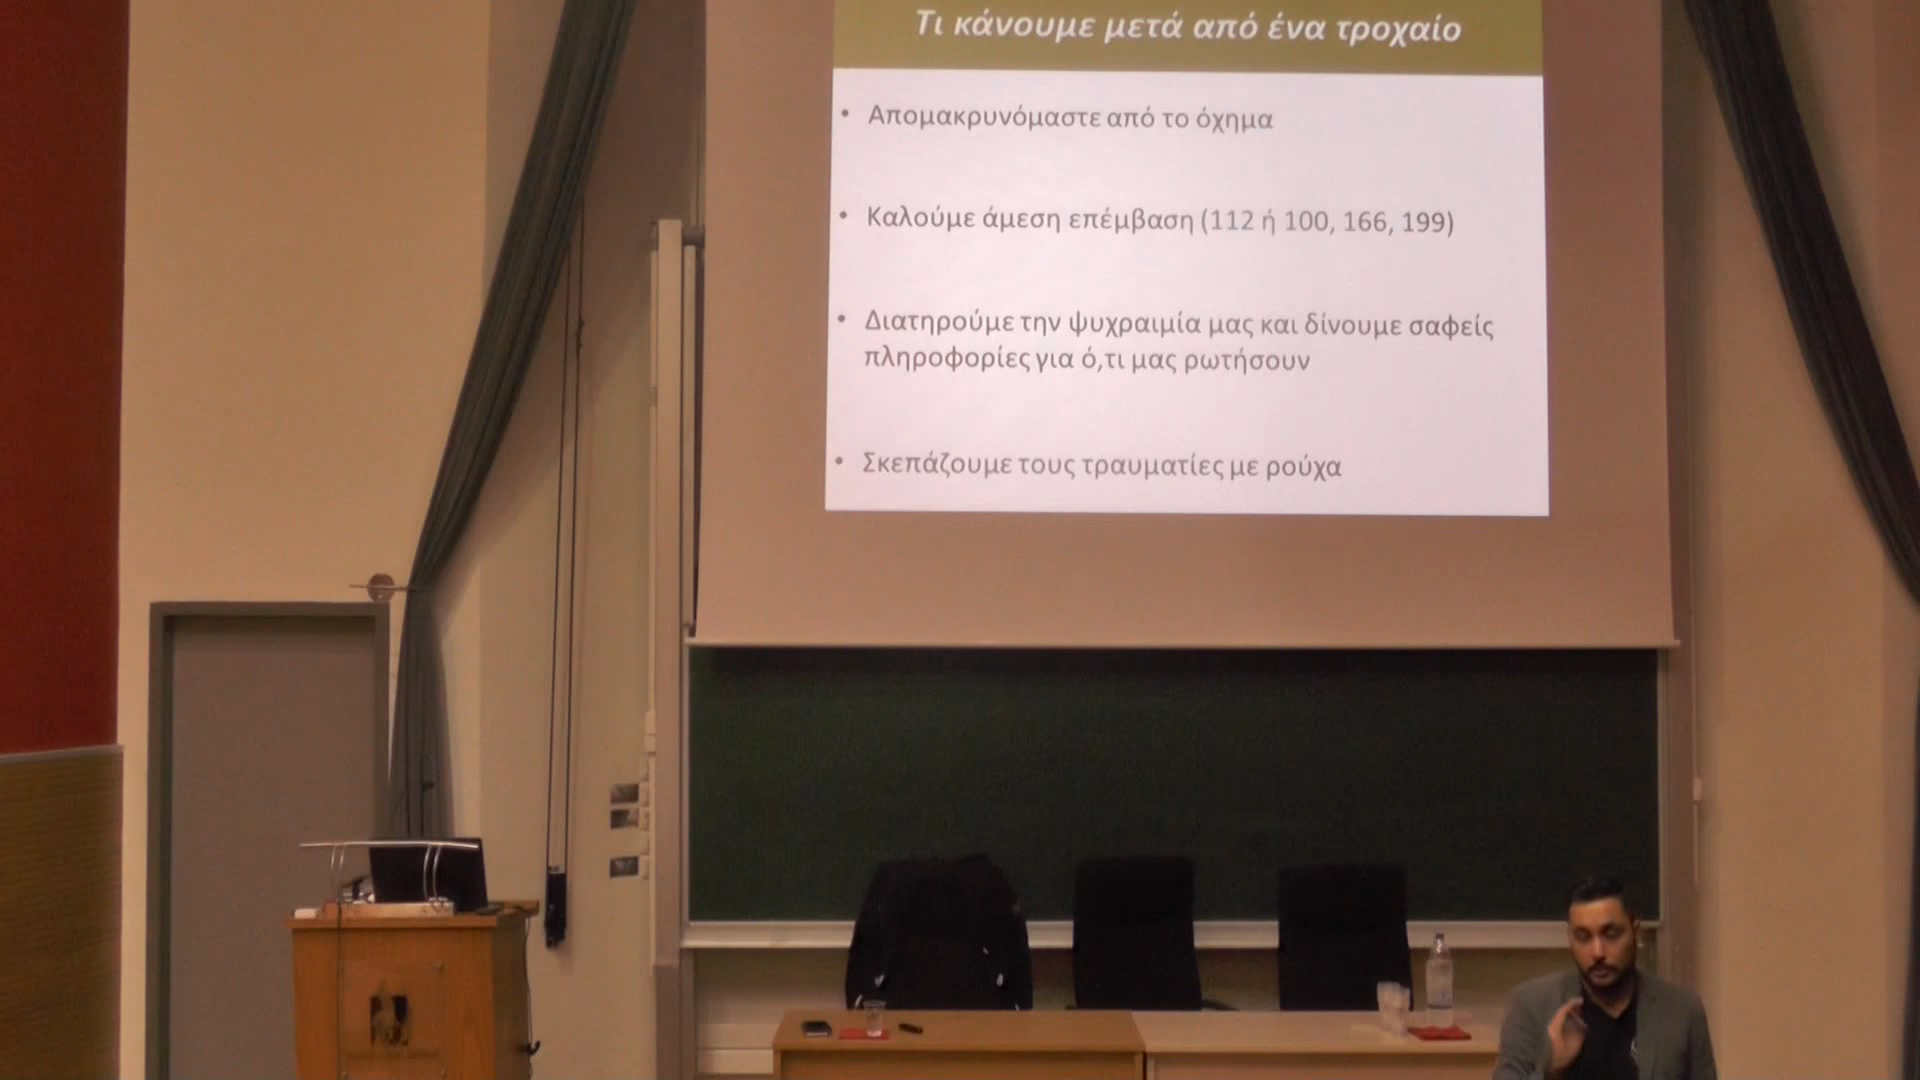 Τι κάνουμε μετά από ένα τροχαίο
• Απομακρυνόμαστε από το όχημα
• Καλούμε άμεση επέμβαση (112 ή 100, 166, 199)
• Διατηρούμε την ψυχραιμία μας και δίνουμε σαφείς
πληροφορίες για ό,τι μας ρωτήσουν
• Σκεπάζουμε τους τραυματίες με ρούχα